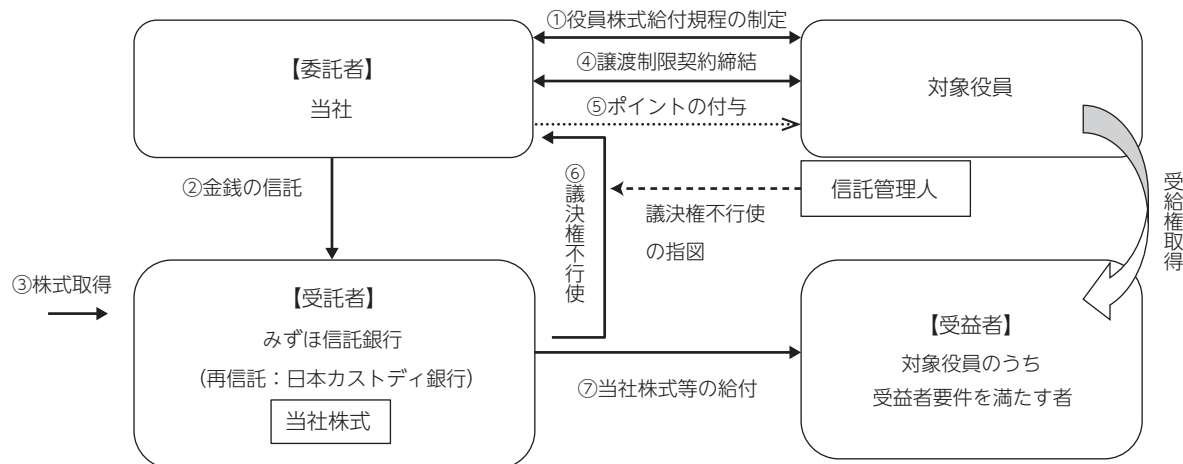 ①役員株式給付規程の制定
【委託者】
当社
④譲渡制限契約締結
対象役員
⑤ポイントの付与
②金銭の信託
⑥議決権不行使
信託管理人
議決権不行使
の指図
受給権取得
③株式取得
【受託者】
みずほ信託銀行
(再信託：日本カストディ銀行)
当社株式
⑦当社株式等の給付
【受益者】
対象役員のうち
受益者要件を満たす者